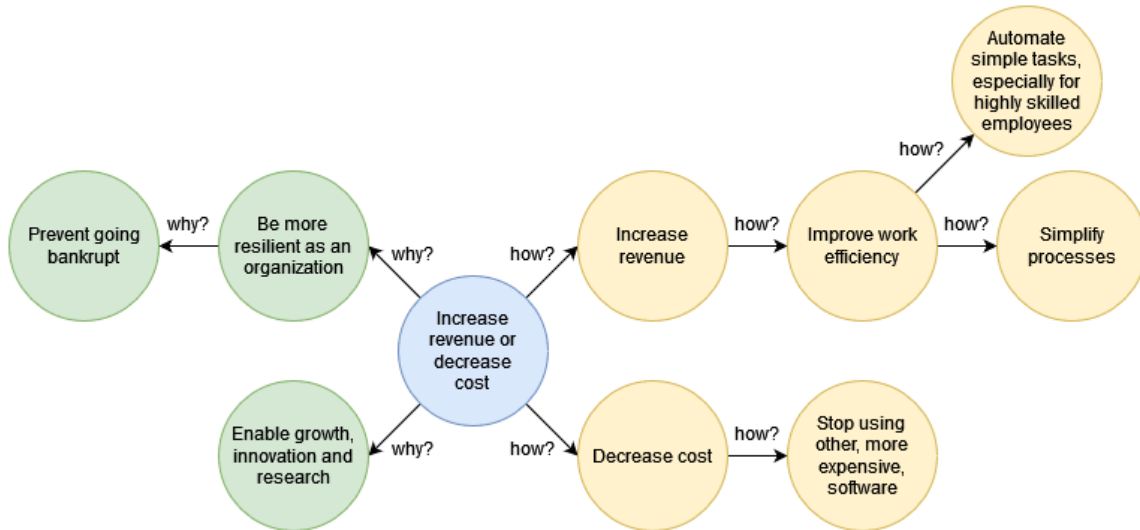 Automate
simple tasks,
especially for
highly skilled
employees
how?
Prevent going
bankrupt
why?
Be more
resilient as an
organization
why?
how?
Increase
revenue
how?
Improve work
efficiency
how?
Simplify
processes
Increase
revenue or
decrease
cost
Enable growth,
innovation and
research
why?
how?
Decrease cost
how?
Stop using
other, more
expensive,
software